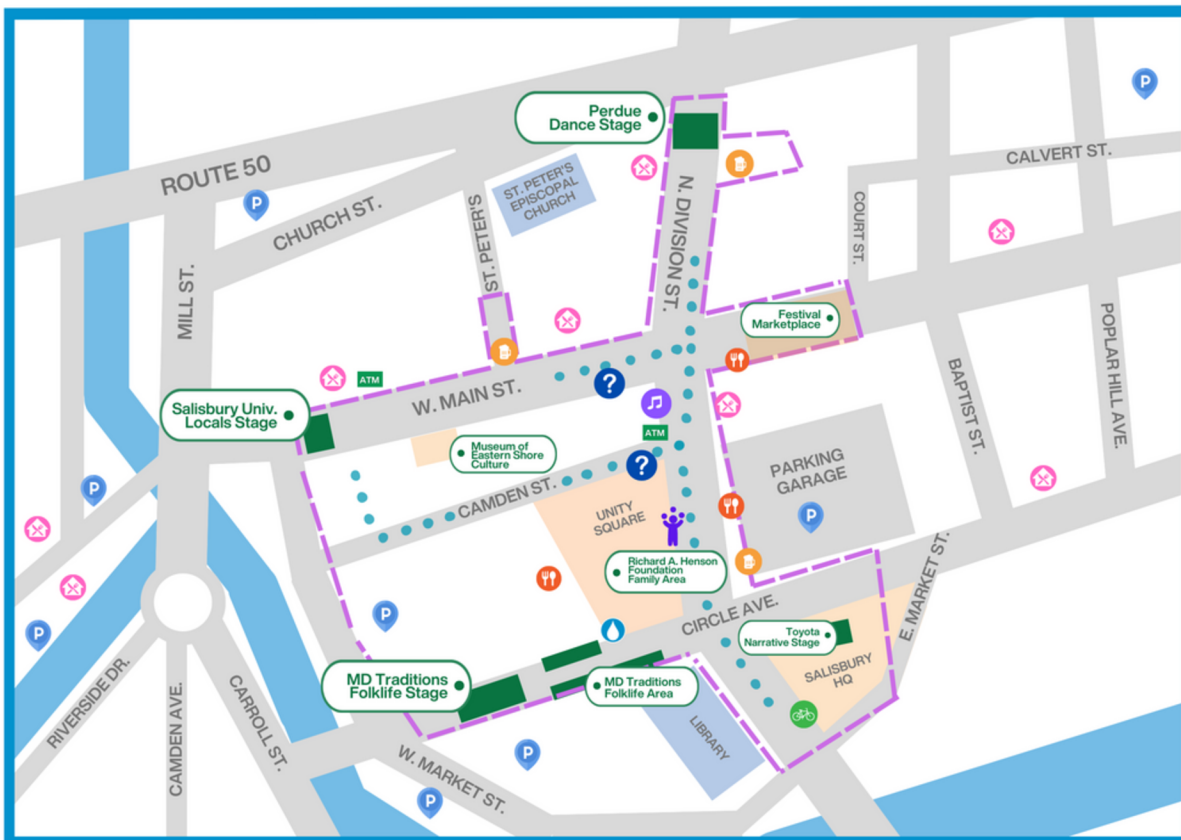 Perdue
Dance Stage
P
ROUTE 50
ST. PETER'S
EPISCOPAL
CHURCH
CALVERT ST.
P
CHURCH ST.
ST. PETER'S
N. DIVISION ST.
COURT ST.
MILL ST.
Festival
Marketplace
POPLAR HILL AVE.
BAPTIST ST.
ATM
?
W. MAIN ST.
Salisbury Univ.
Locals Stage
ATM
Museum of
Eastern Shore
Culture
?
PARKING
GARAGE
P
P
CAMDEN ST.
UNITY
SQUARE
Richard A. Henson
Foundation
Family Area
E. MARKET ST.
CIRCLE AVE.
P
P
Toyota
Narrative Stage
SALISBURY
HQ
MD Traditions
Folklife Stage
MD Traditions
Folklife Area
RIVERSIDE DR.
CAMDEN AVE.
CARROLL ST.
LIBRARY
P
W. MARKET ST.
P